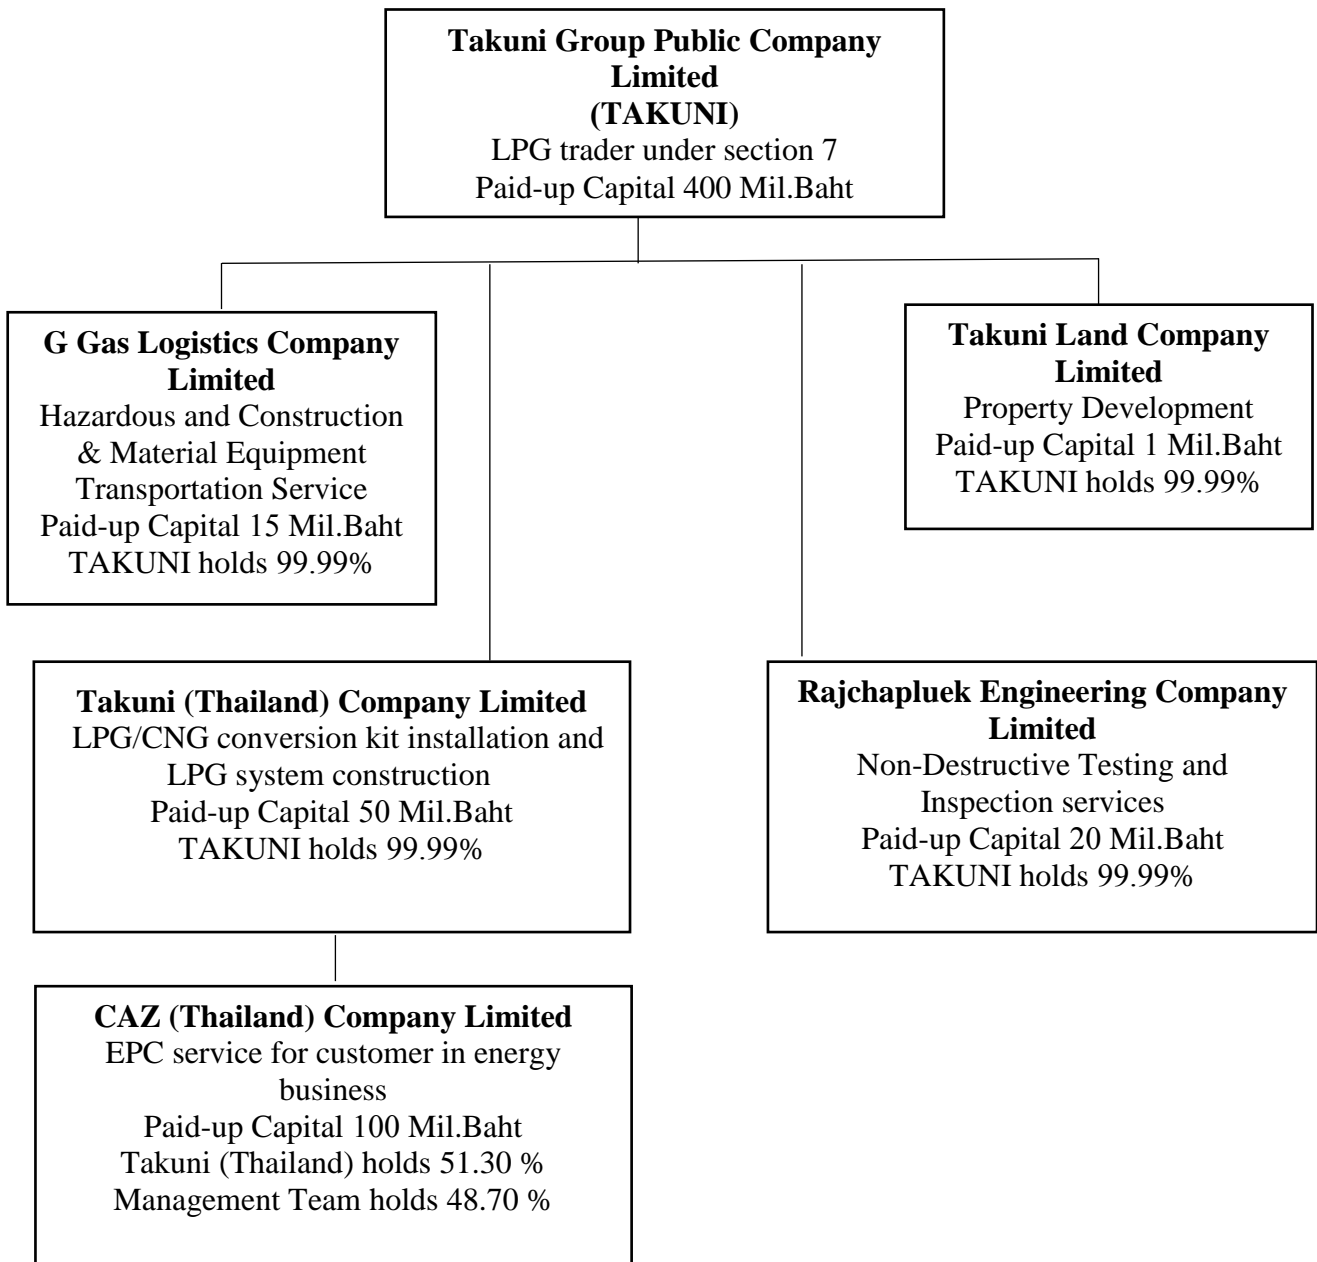 Takuni Group Public Company
Limited
(TAKUNI)
LPG trader under section 7
Paid-up Capital 400 Mil.Baht
G Gas Logistics Company
Limited
Hazardous and Construction
& Material Equipment
Transportation Service
Paid-up Capital 15 Mil.Baht
TAKUNI holds 99.99%
Takuni Land Company
Limited
Property Development
Paid-up Capital 1 Mil.Baht
TAKUNI holds 99.99%
Takuni (Thailand) Company Limited
LPG/CNG conversion kit installation and
LPG system construction
Paid-up Capital 50 Mil.Baht
TAKUNI holds 99.99%
Rajchapluek Engineering Company
Limited
Non-Destructive Testing and
Inspection services
Paid-up Capital 20 Mil.Baht
TAKUNI holds 99.99%
CAZ (Thailand) Company Limited
EPC service for customer in energy
business
Paid-up Capital 100 Mil.Baht
Takuni (Thailand) holds 51.30 %
Management Team holds 48.70 %